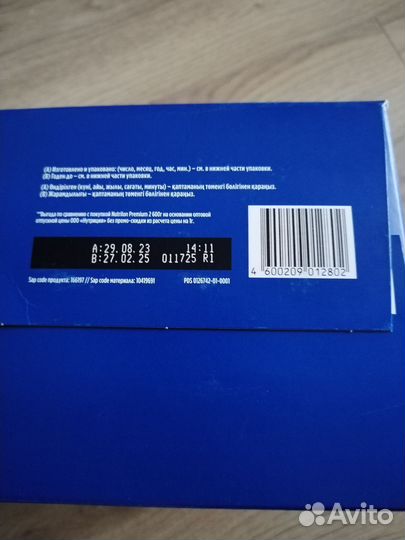 (А) Изготовлено и упаковано: (число, месяц, год, час, мин.) – см. в нижней части упаковки.
(В) Годен до – см. в нижней части упаковки.
(А) Өндірілген (күні, айы, жылы, сағаты, минуты) – қаптаманың төменгі бөлігінен қараңыз.
(В) Жарамдылығы – қаптаманың төменгі бөлігінен қараңыз.
**Выгода по сравнению с покупкой Nutrilon Premium 2 600г на основании оптовой
отпускной цены ООО «Нутриция» Без промо-скидки из расчета цены на 1г.
A:29.08.23 14:11
B:27.02.25 011725 R1
Sap code продукта: 166197 // Sap code материала: 10419691 PDS 0126742-01-0001
4 600209 012802
Avito